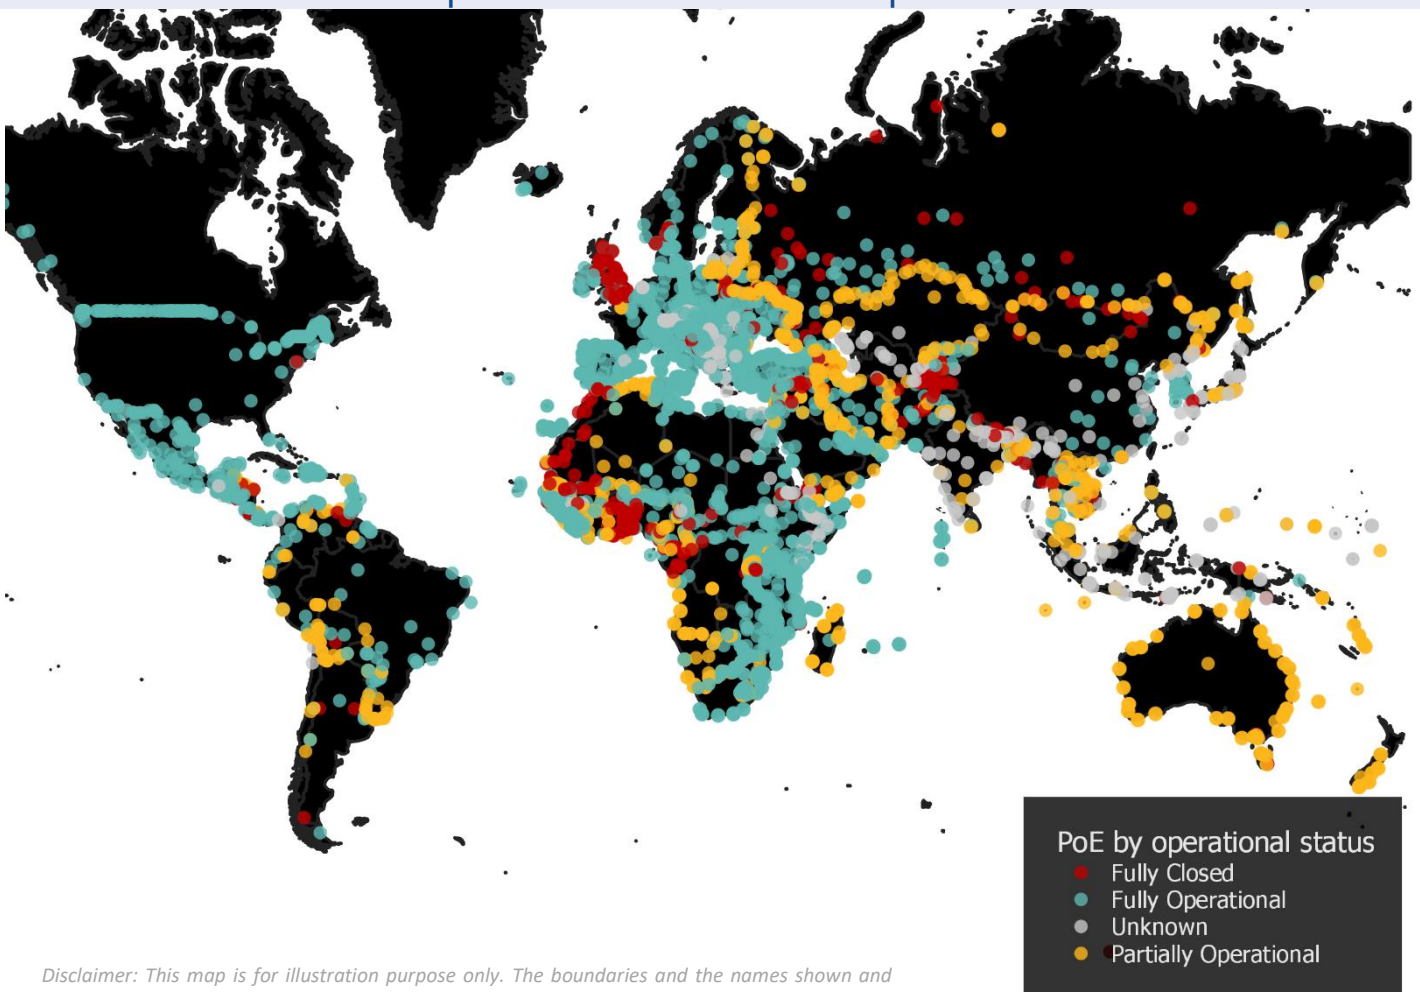 PoE by operational status
Fully Closed
Fully Operational
Unknown
Partially Operational
Disclaimer: This map is for illustration purpose only. The boundaries and the names shown and